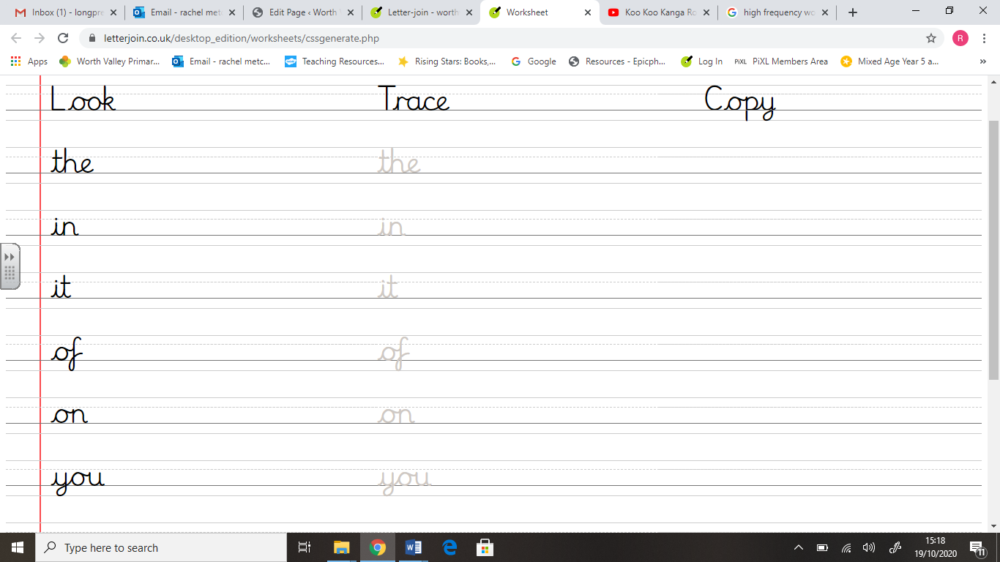 Inbox (1) - longpre
Email - rachel met
Edit Page ‹ Worth
Letter-join - worth
Worksheet
Koo Koo Kanga Ro
high frequency wo
letterjoin.co.uk/desktop_edition/worksheets/cssgenerate.php
R
Apps Worth Valley Primar... Email - rachel metc... Teaching Resources... Rising Stars: Books,... Google Resources - Epicph... Log In PiXL PiXL Members Area Mixed Age Year 5 a... »
Look Trace Copy
the the
in in
it it
of of
on on
you you
Type here to search
15:18
19/10/2020
11